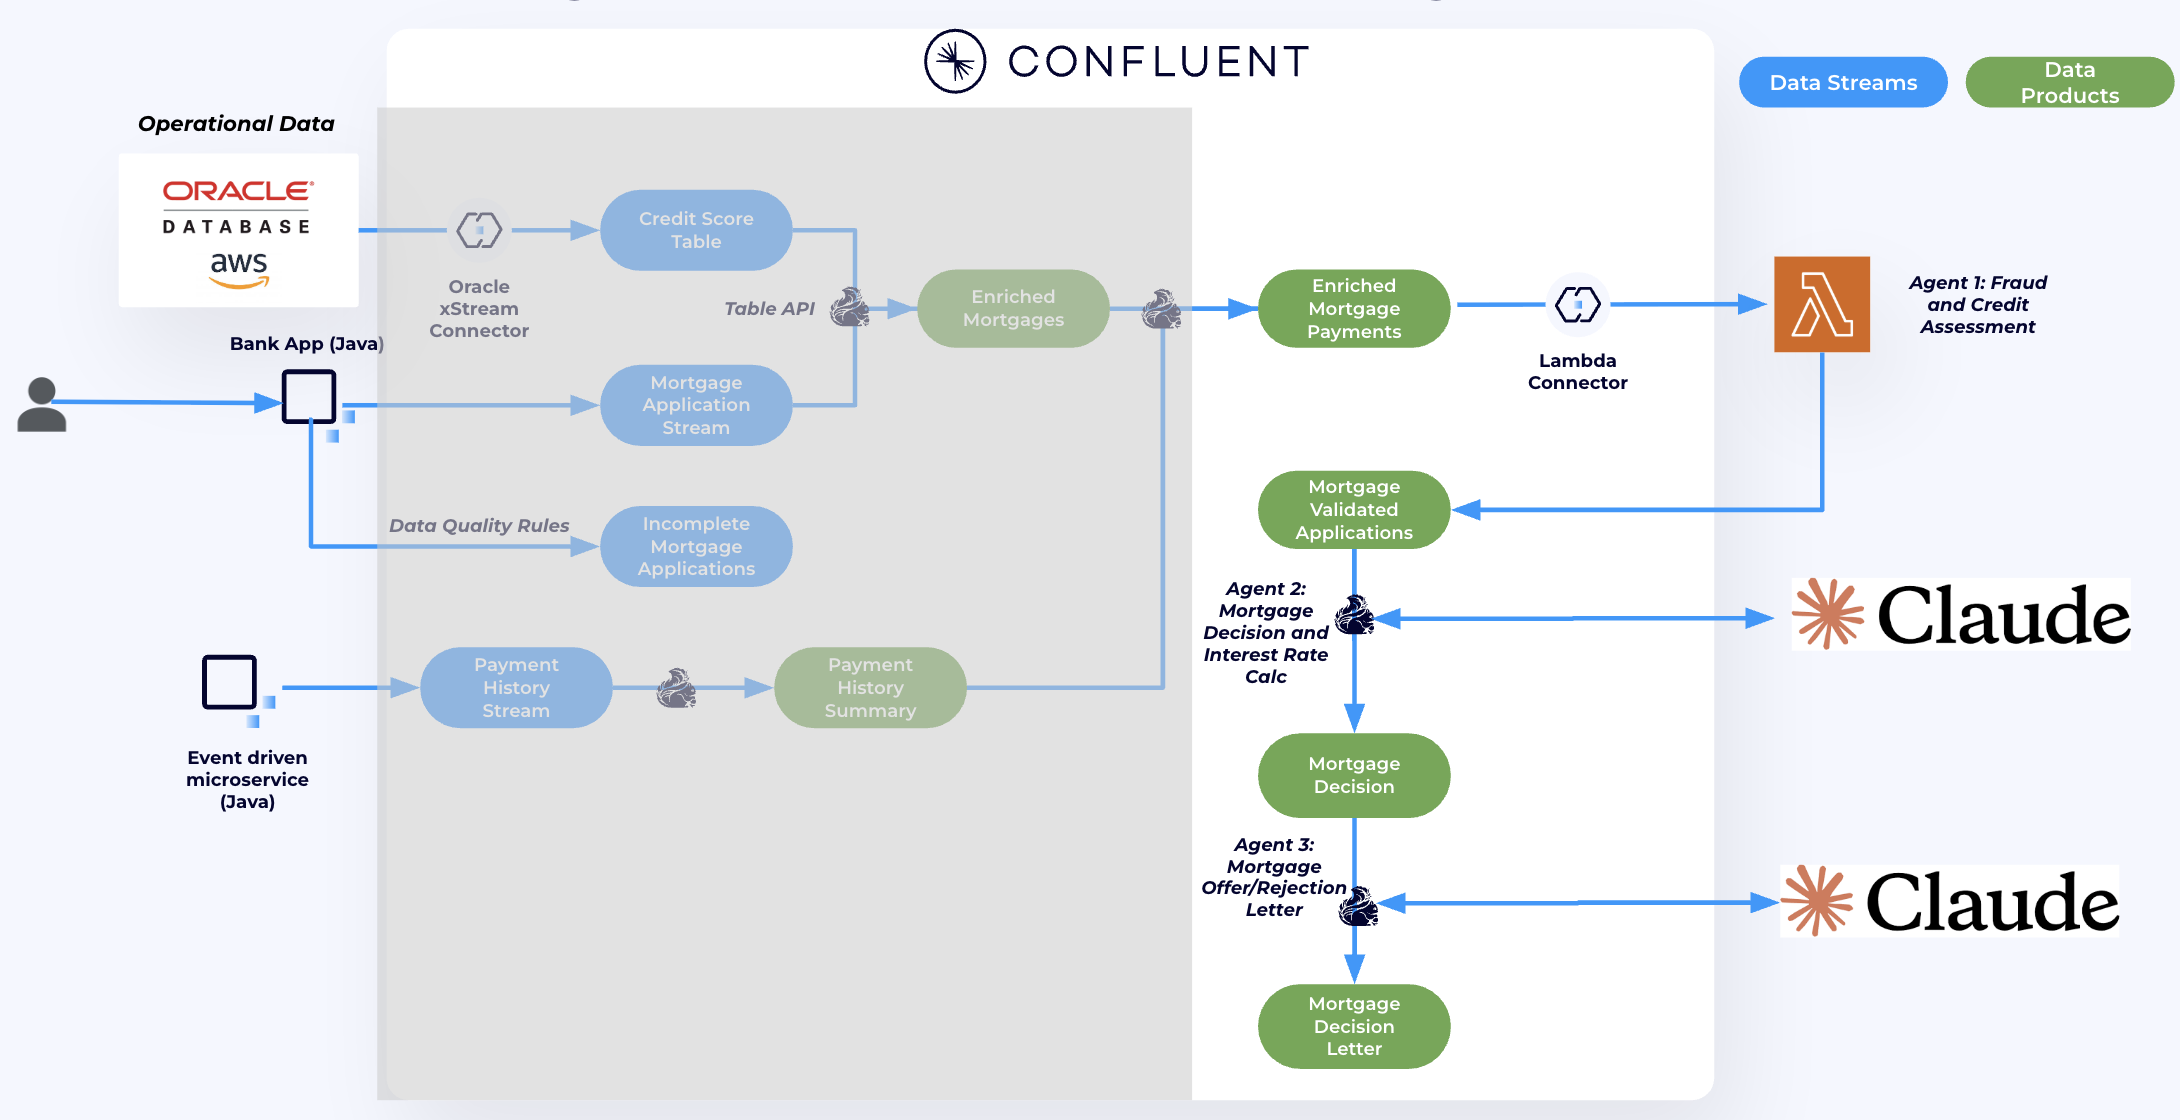 CONFLUENT
Data Streams
Data
Products
Operational Data
ORACLE®
DATABASE
aws
Oracle
xStream
Connector
Credit Score
Table
Table API
Enriched
Mortgages
Enriched
Mortgage
Payments
Lambda
Connector
Agent 1: Fraud
and Credit
Assessment
Bank App (Java)
Mortgage
Application
Stream
Data Quality Rules
Incomplete
Mortgage
Applications
Mortgage
Validated
Applications
Agent 2:
Mortgage
Decision and
Interest Rate
Calc
Claude
Payment
History
Stream
Payment
History
Summary
Event driven
microservice
(Java)
Mortgage
Decision
Agent 3:
Mortgage
Offer/Rejection
Letter
Claude
Mortgage
Decision
Letter